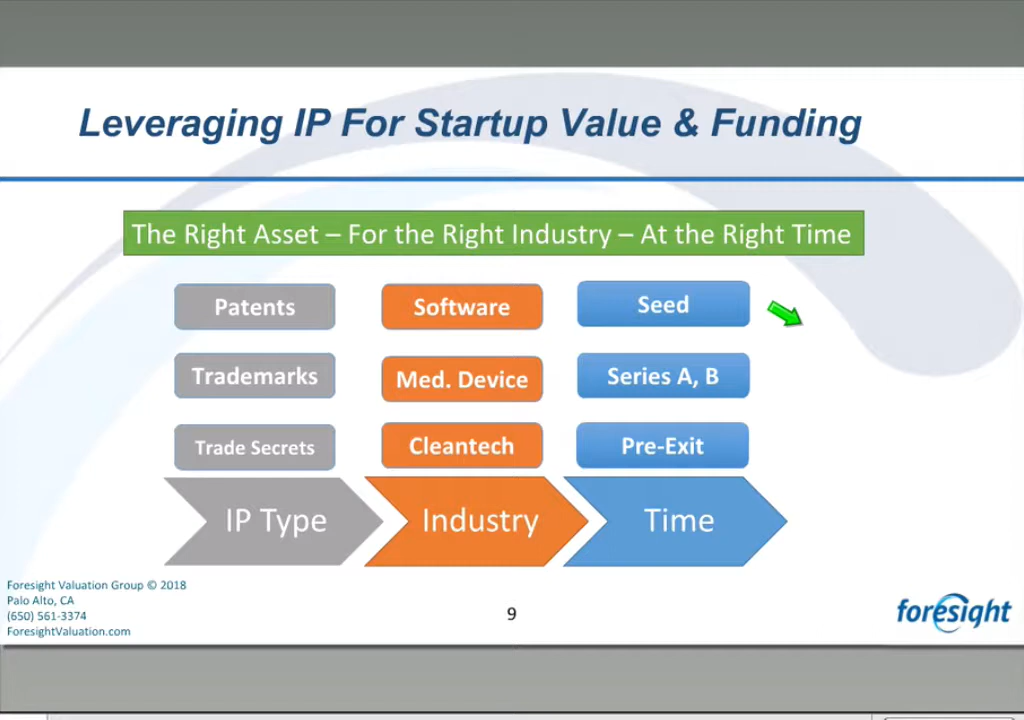 Leveraging IP For Startup Value & Funding
The Right Asset – For the Right Industry – At the Right Time
Patents
Software
Seed
Trademarks
Med. Device
Series A, B
Trade Secrets
Cleantech
Pre-Exit
IP Type
Industry
Time
Foresight Valuation Group © 2018
Palo Alto, CA
(650) 561-3374
ForesightValuation.com
9
foresight